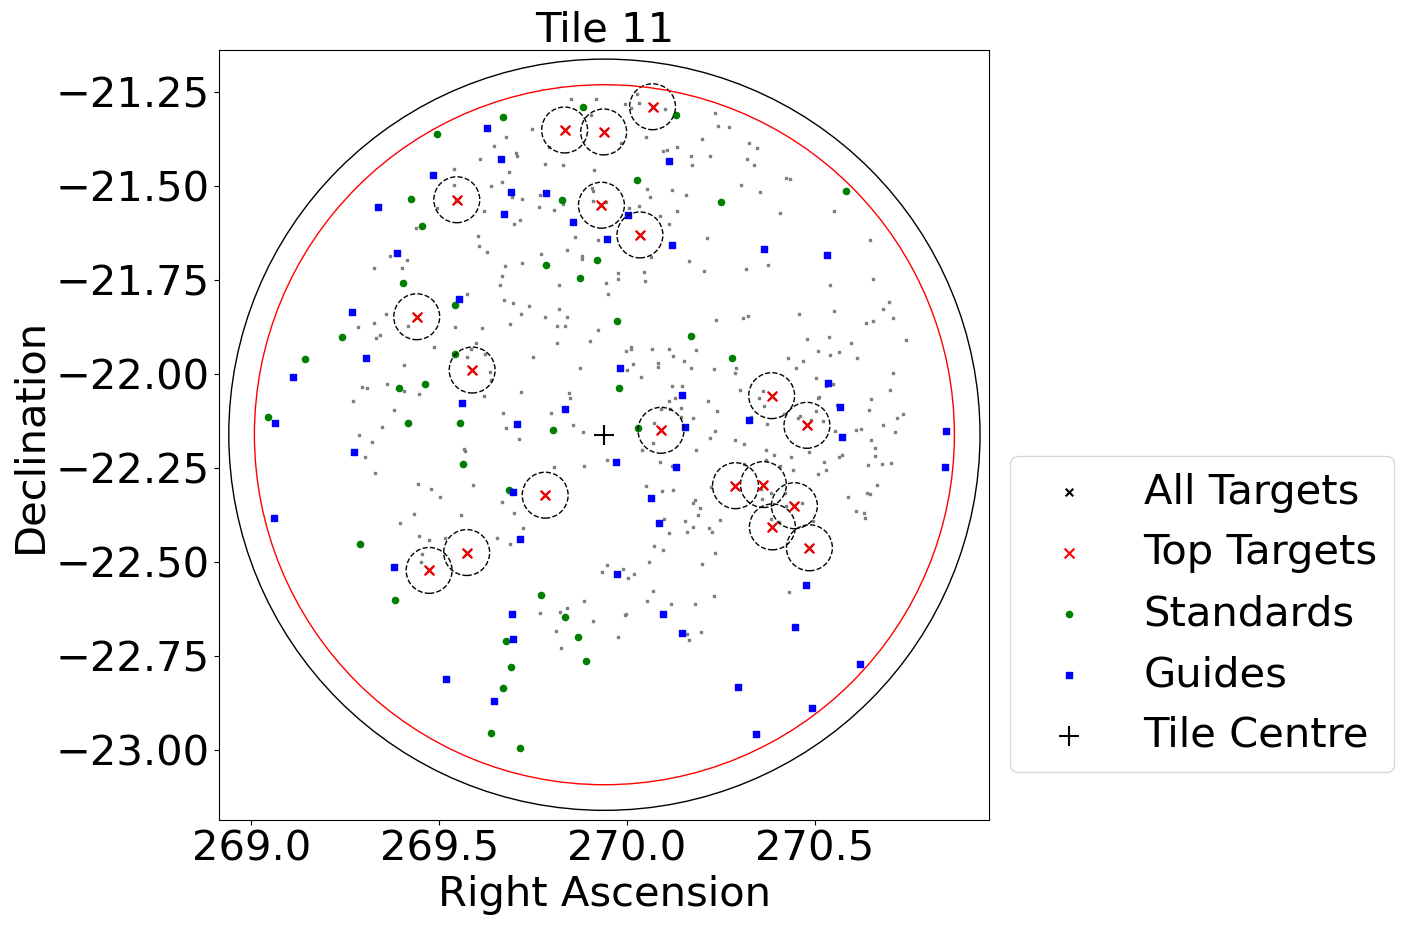 Tile 11
−21.25
−21.50
−21.75
−22.00
−22.25
−22.50
−22.75
−23.00
Declination
269.0 269.5 270.0 270.5
Right Ascension
All Targets
Top Targets
Standards
Guides
Tile Centre